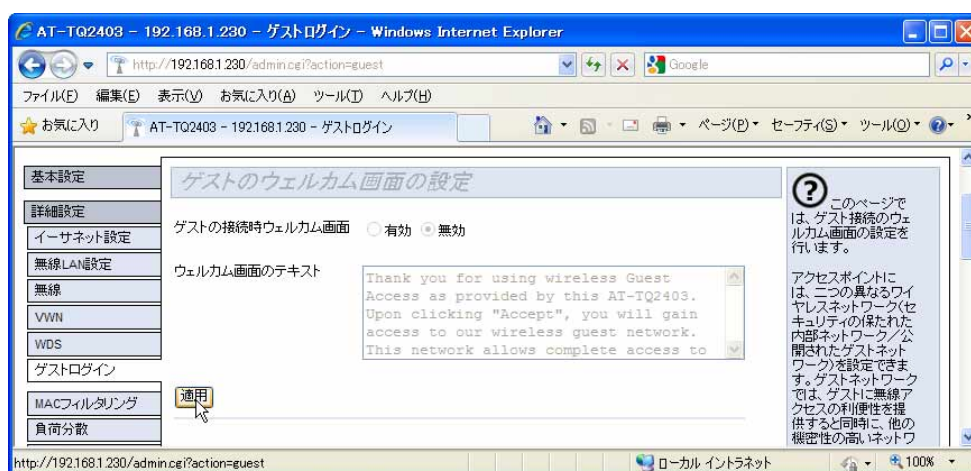 AT-TQ2403 - 192.168.1.230 - ゲストログイン - Windows Internet Explorer
http://192.168.1.230/admin.cgi?action=guest
Google
ファイル(F) 編集(E) 表示(V) お気に入り(A) ツール(T) ヘルプ(H)
お気に入り
AT-TQ2403 - 192.168.1.230 - ゲストログイン
ページ(P) セーフティ(S) ツール(O)
基本設定
詳細設定
イーサネット設定
無線LAN設定
無線
VWN
WDS
ゲストログイン
MACフィルタリング
負荷分散
ゲストのウェルカム画面の設定
ゲストの接続時ウェルカム画面 有効 無効
ウェルカム画面のテキスト
Thank you for using wireless Guest
Access as provided by this AT-TQ2403.
Upon clicking "Accept", you will gain
access to our wireless guest network.
This network allows complete access to
適用
?
このページで
は、ゲスト接続のウェ
ルカム画面の設定を
行います。
アクセスポイントに
は、二つの異なるワイ
ヤレスネットワーク(セ
キュリティの保たれた
内部ネットワーク／公
開されたゲストネット
ワーク)を設定できま
す。ゲストネットワーク
では、ゲストに無線ア
クセスの利便性を提
供すると同時に、他の
機密性の高いネットワ
http://192.168.1.230/admin.cgi?action=guest
ローカル イントラネット
100%